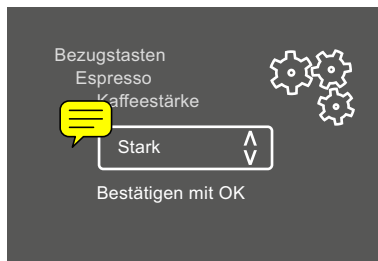 Bezugstasten
Espresso
Kaffeestärke
Stark
Bestätigen mit OK